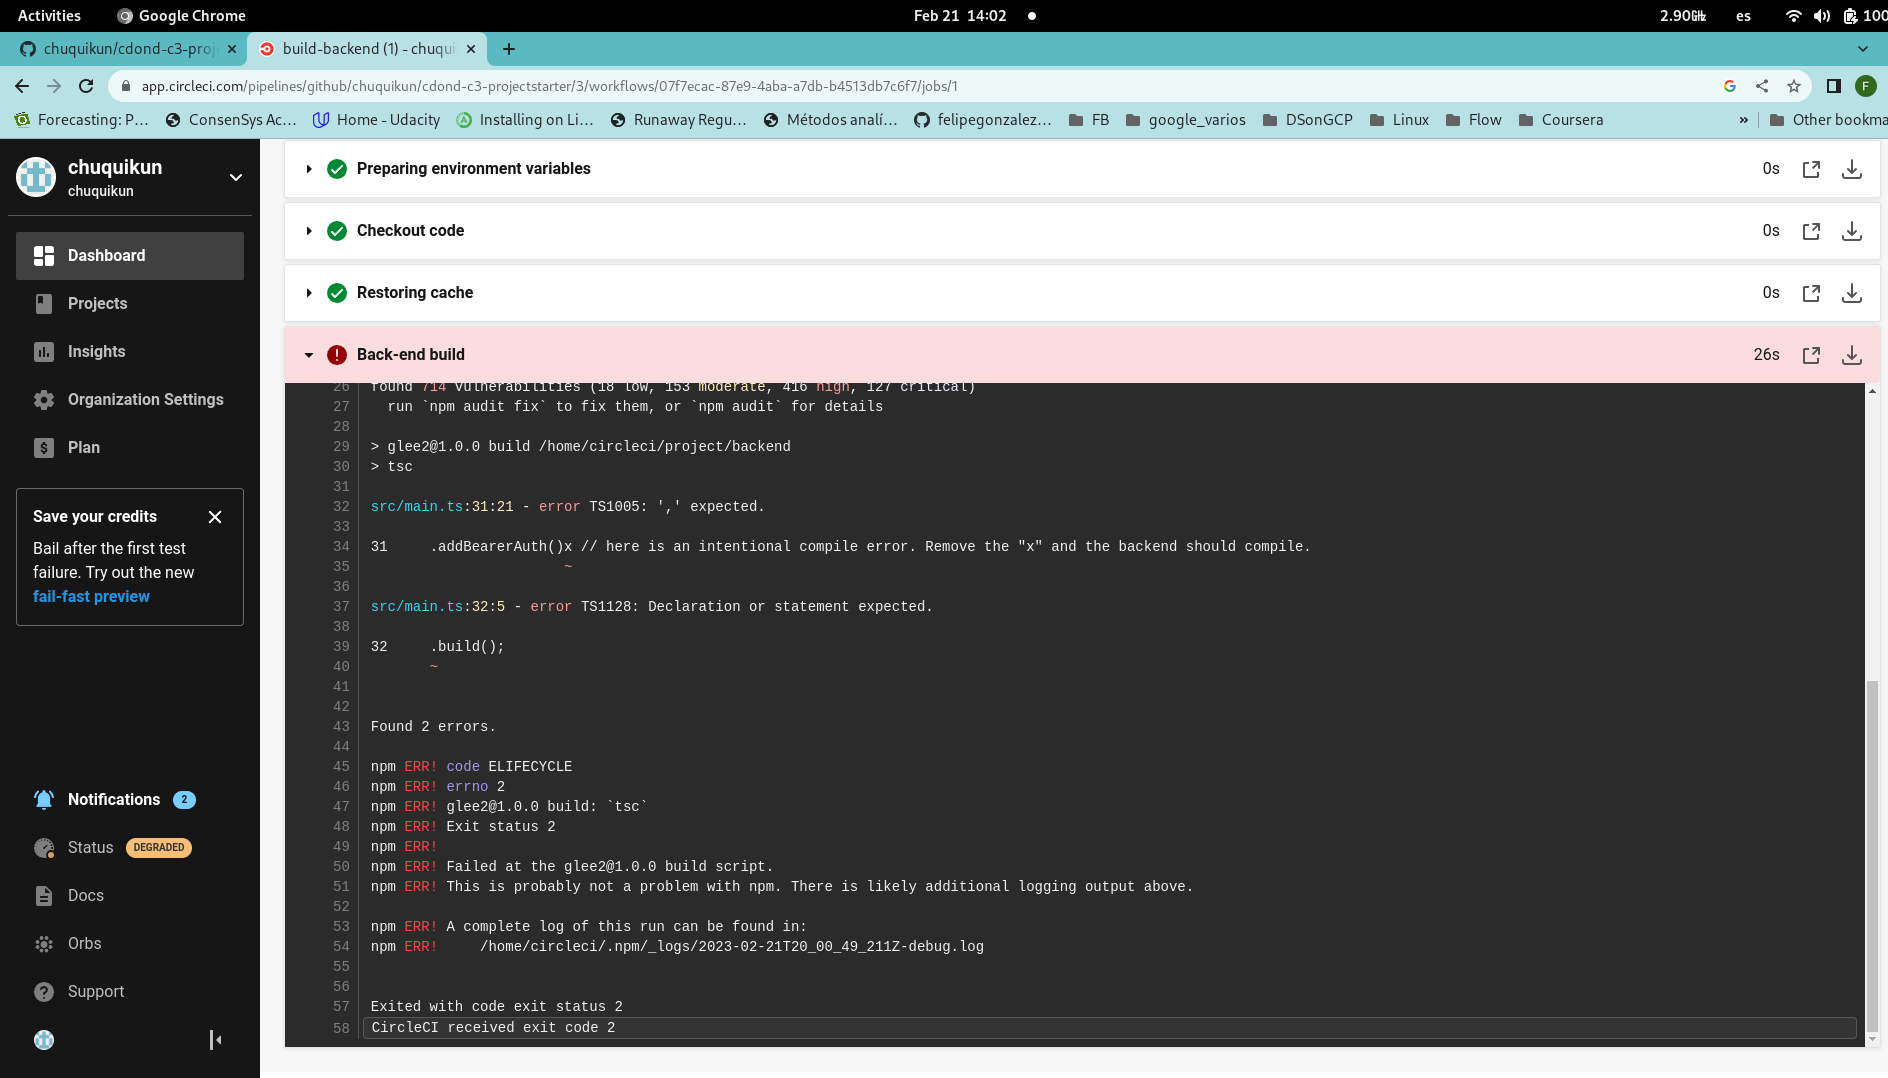 Activities
Google Chrome
Feb 21 14:02
2.90GHz
es
100
chuquikun/cdond-c3-proj
build-backend (1) - chuqui
app.circleci.com/pipelines/github/chuquikun/cdond-c3-projectstarter/3/workflows/07f7ecac-87e9-4aba-a7db-b4513db7c6f7/jobs/1
F
Forecasting: P…
ConsenSys Ac…
Home - Udacity
Installing on Li…
Runaway Regu…
Métodos analí…
felipegonzalez…
FB
google_varios
DSonGCP
Linux
Flow
Coursera
»
Other bookma
chuquikun
chuquikun
Dashboard
Projects
Insights
Organization Settings
Plan
Save your credits
Bail after the first test
failure. Try out the new
fail-fast preview
Notifications 2
Status DEGRADED
Docs
Orbs
Support
Preparing environment variables 0s
Checkout code 0s
Restoring cache 0s
Back-end build 26s
26 found 714 vulnerabilities (18 low, 153 moderate, 416 high, 127 critical)
27 run `npm audit fix` to fix them, or `npm audit` for details
28
29 > glee2@1.0.0 build /home/circleci/project/backend
30 > tsc
31
32 src/main.ts:31:21 - error TS1005: ',' expected.
33
34 31 .addBearerAuth()x // here is an intentional compile error. Remove the "x" and the backend should compile.
35 ~
36
37 src/main.ts:32:5 - error TS1128: Declaration or statement expected.
38
39 32 .build();
40 ~
41
42
43 Found 2 errors.
44
45 npm ERR! code ELIFECYCLE
46 npm ERR! errno 2
47 npm ERR! glee2@1.0.0 build: `tsc`
48 npm ERR! Exit status 2
49 npm ERR!
50 npm ERR! Failed at the glee2@1.0.0 build script.
51 npm ERR! This is probably not a problem with npm. There is likely additional logging output above.
52
53 npm ERR! A complete log of this run can be found in:
54 npm ERR! /home/circleci/.npm/_logs/2023-02-21T20_00_49_211Z-debug.log
55
56
57 Exited with code exit status 2
58 CircleCI received exit code 2